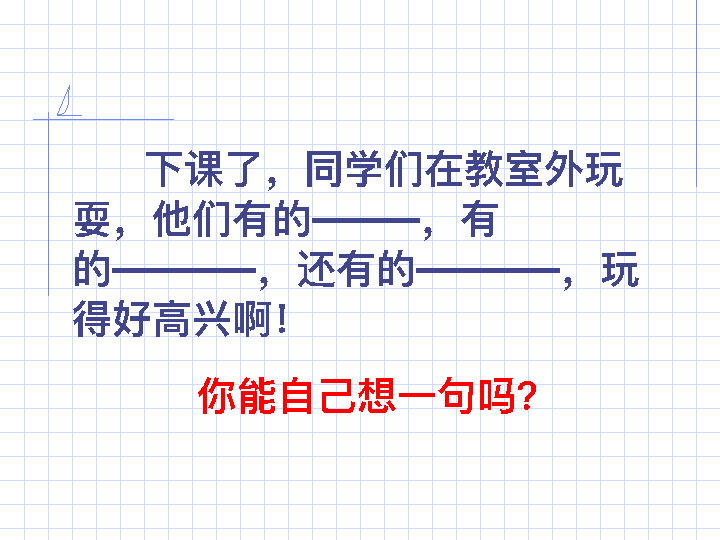 下课了，同学们在教室外玩
耍，他们有的———，有
的————，还有的————，玩
得好高兴啊！
你能自己想一句吗？